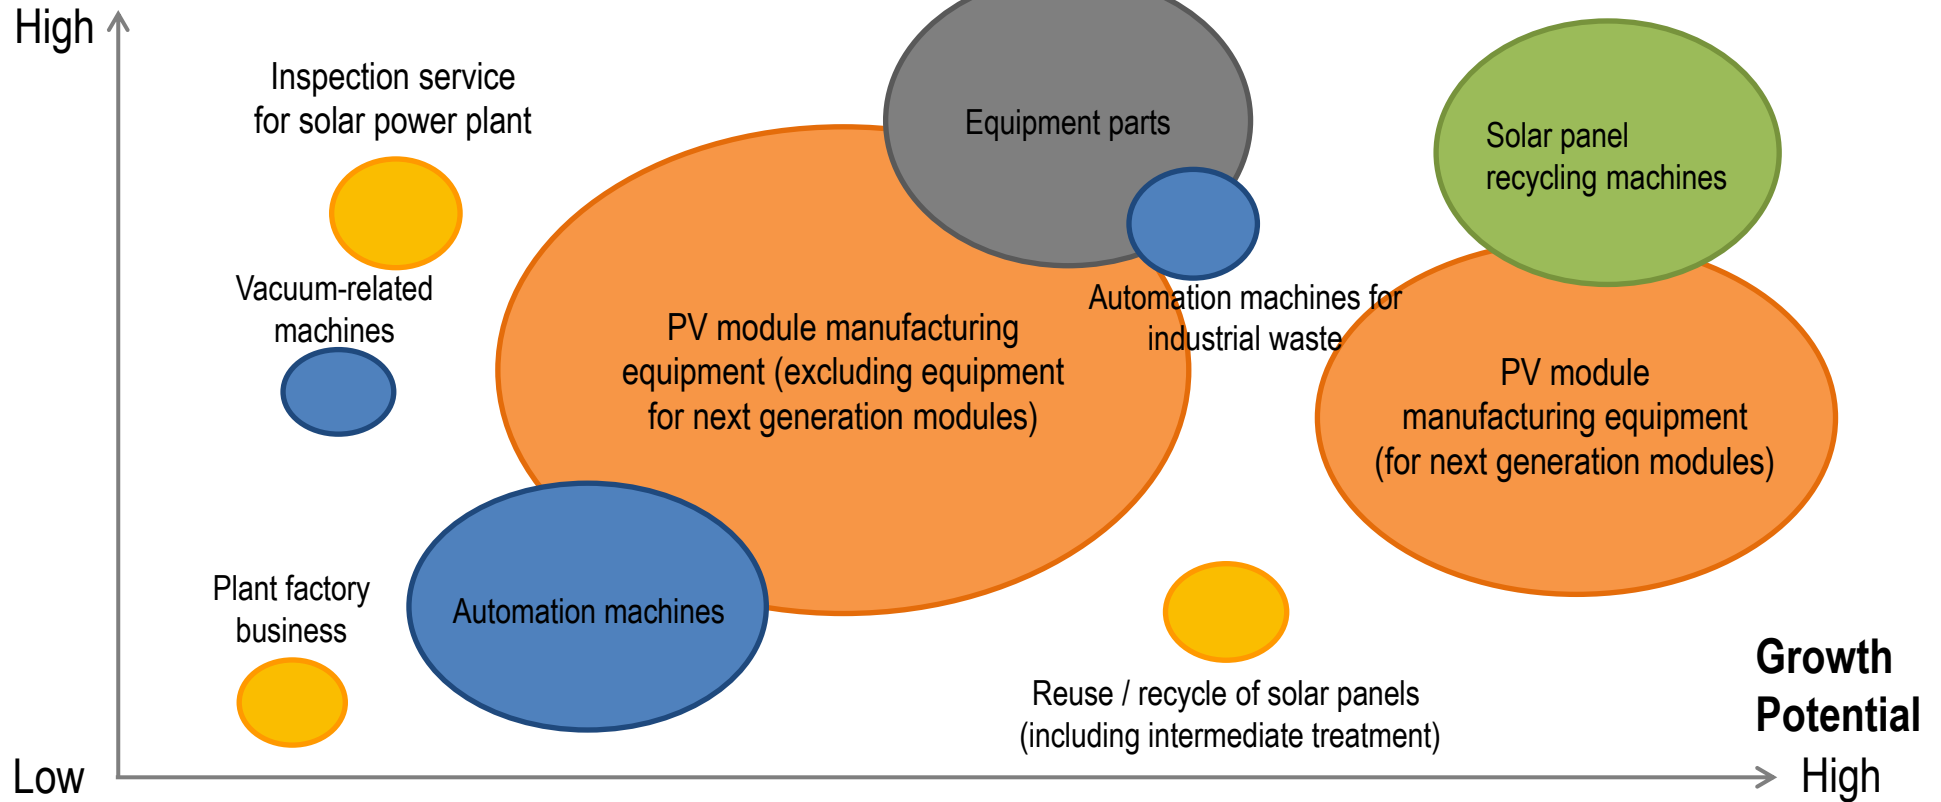 High
Inspection service
for solar power plant
Equipment parts
Solar panel
recycling machines
Vacuum-related
machines
Automation machines for
industrial waste
PV module manufacturing
equipment (excluding equipment
for next generation modules)
PV module
manufacturing equipment
(for next generation modules)
Plant factory
business
Automation machines
Reuse / recycle of solar panels
(including intermediate treatment)
Growth
Potential
Low
High